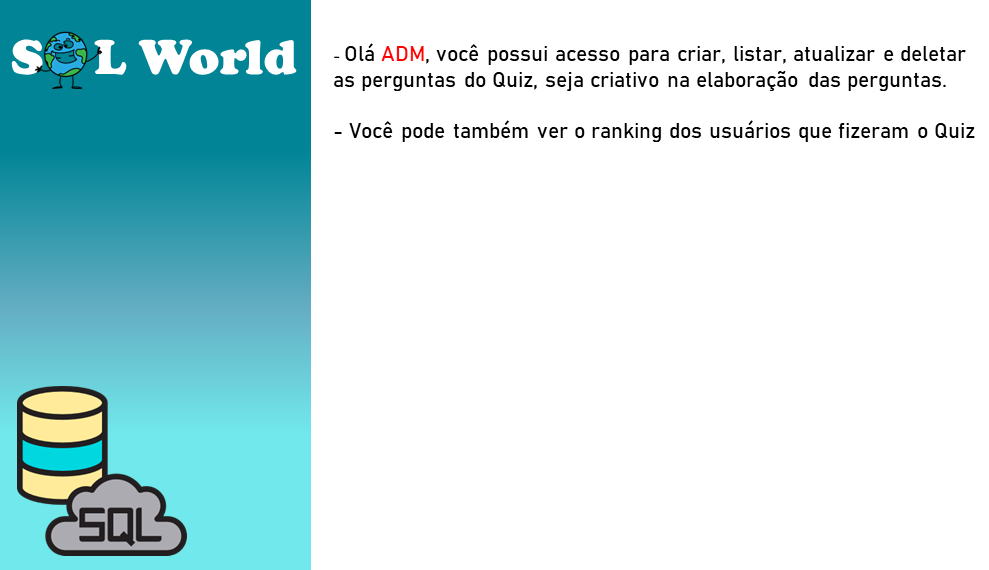 SQL World
- Olá ADM, você possui acesso para criar, listar, atualizar e deletar
as perguntas do Quiz, seja criativo na elaboração das perguntas.
- Você pode também ver o ranking dos usuários que fizeram o Quiz
SQL